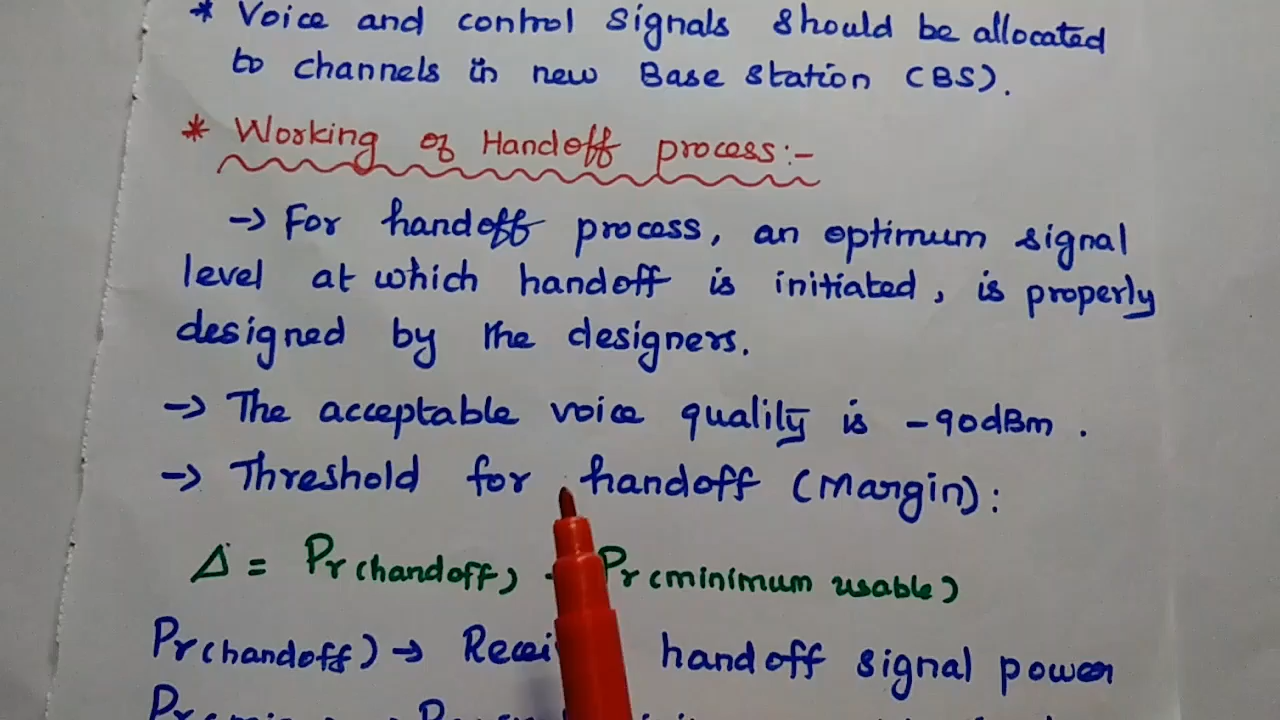 * Voice and control signals should be allocated
to channels in new Base station (BS).
* Working of Handoff process:-
-> For handoff process, an optimum signal
level at which handoff is initiated, is properly
designed by the designers.
-> The acceptable voice quality is -90dBm.
-> Threshold for handoff (Margin):
Δ = Pr(handoff) - Pr(minimum usable)
Pr(handoff) -> handoff signal power